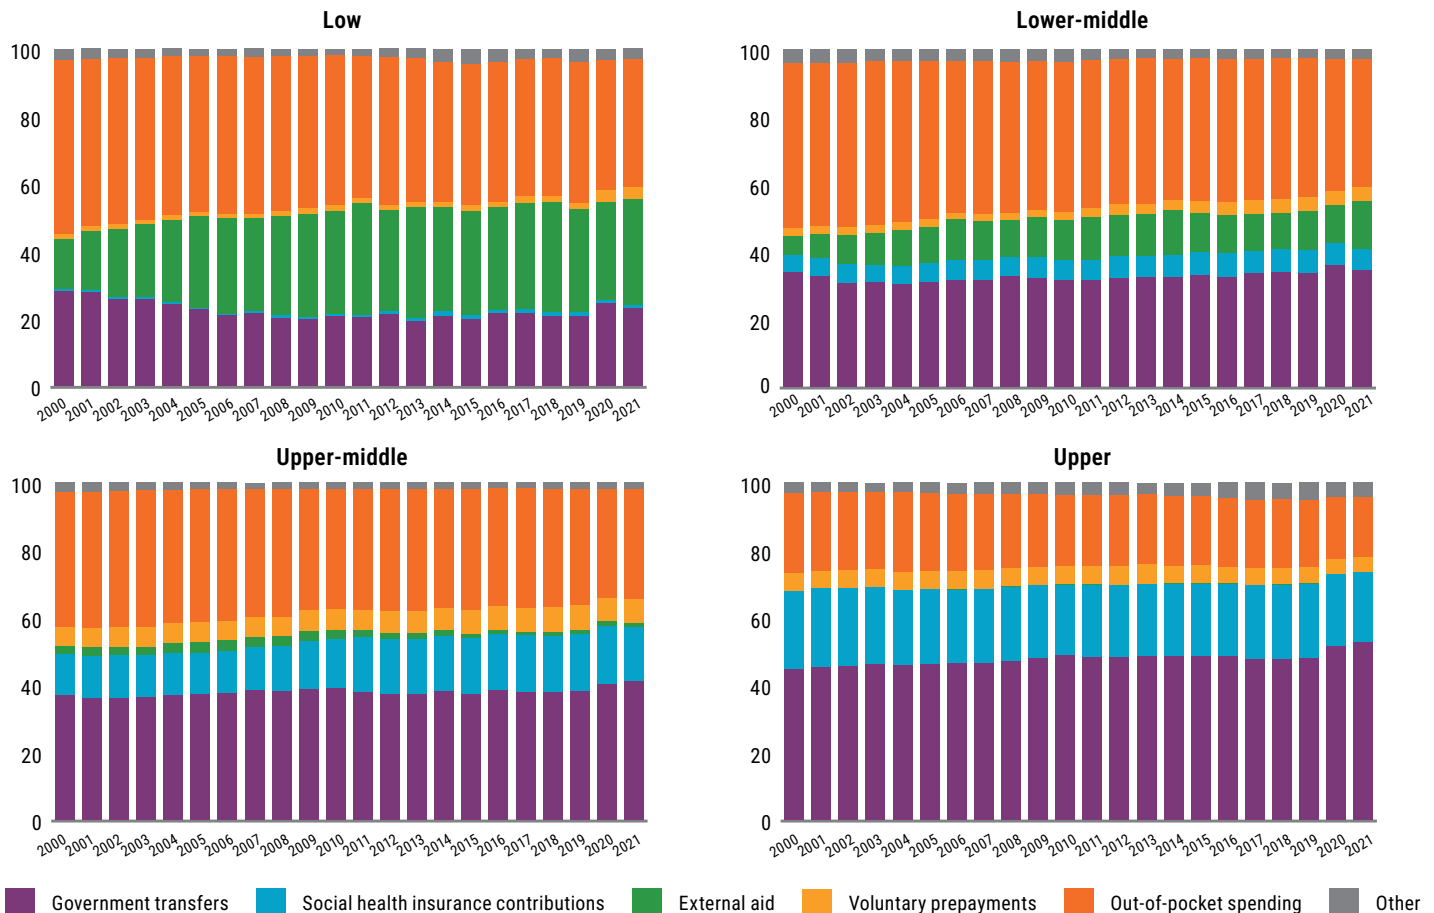 Low
100
80
60
40
20
0
2000 2001 2002 2003 2004 2005 2006 2007 2008 2009 2010 2011 2012 2013 2014 2015 2016 2017 2018 2019 2020 2021
Lower-middle
100
80
60
40
20
0
2000 2001 2002 2003 2004 2005 2006 2007 2008 2009 2010 2011 2012 2013 2014 2015 2016 2017 2018 2019 2020 2021
Upper-middle
100
80
60
40
20
0
2000 2001 2002 2003 2004 2005 2006 2007 2008 2009 2010 2011 2012 2013 2014 2015 2016 2017 2018 2019 2020 2021
Upper
100
80
60
40
20
0
2000 2001 2002 2003 2004 2005 2006 2007 2008 2009 2010 2011 2012 2013 2014 2015 2016 2017 2018 2019 2020 2021
Government transfers Social health insurance contributions External aid Voluntary prepayments Out-of-pocket spending Other